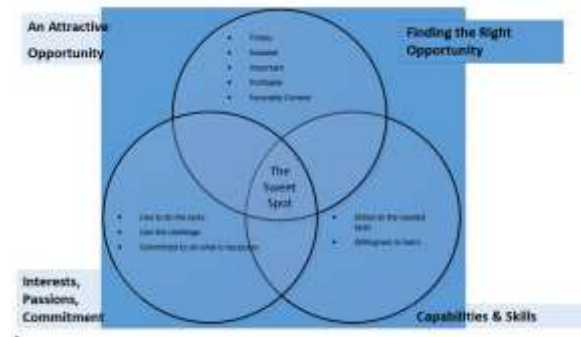 An Attractive
Opportunity
Finding the Right
Opportunity
• Timely
• Solvable
• Important
• Profitable
• Favorable Context
The
Sweet
Spot
• Like to do the tasks
• Like the challenge
• Committed to do what is necessary
• Skilled at the needed
tasks
• Willingness to learn
Interests,
Passions,
Commitment
Capabilities & Skills